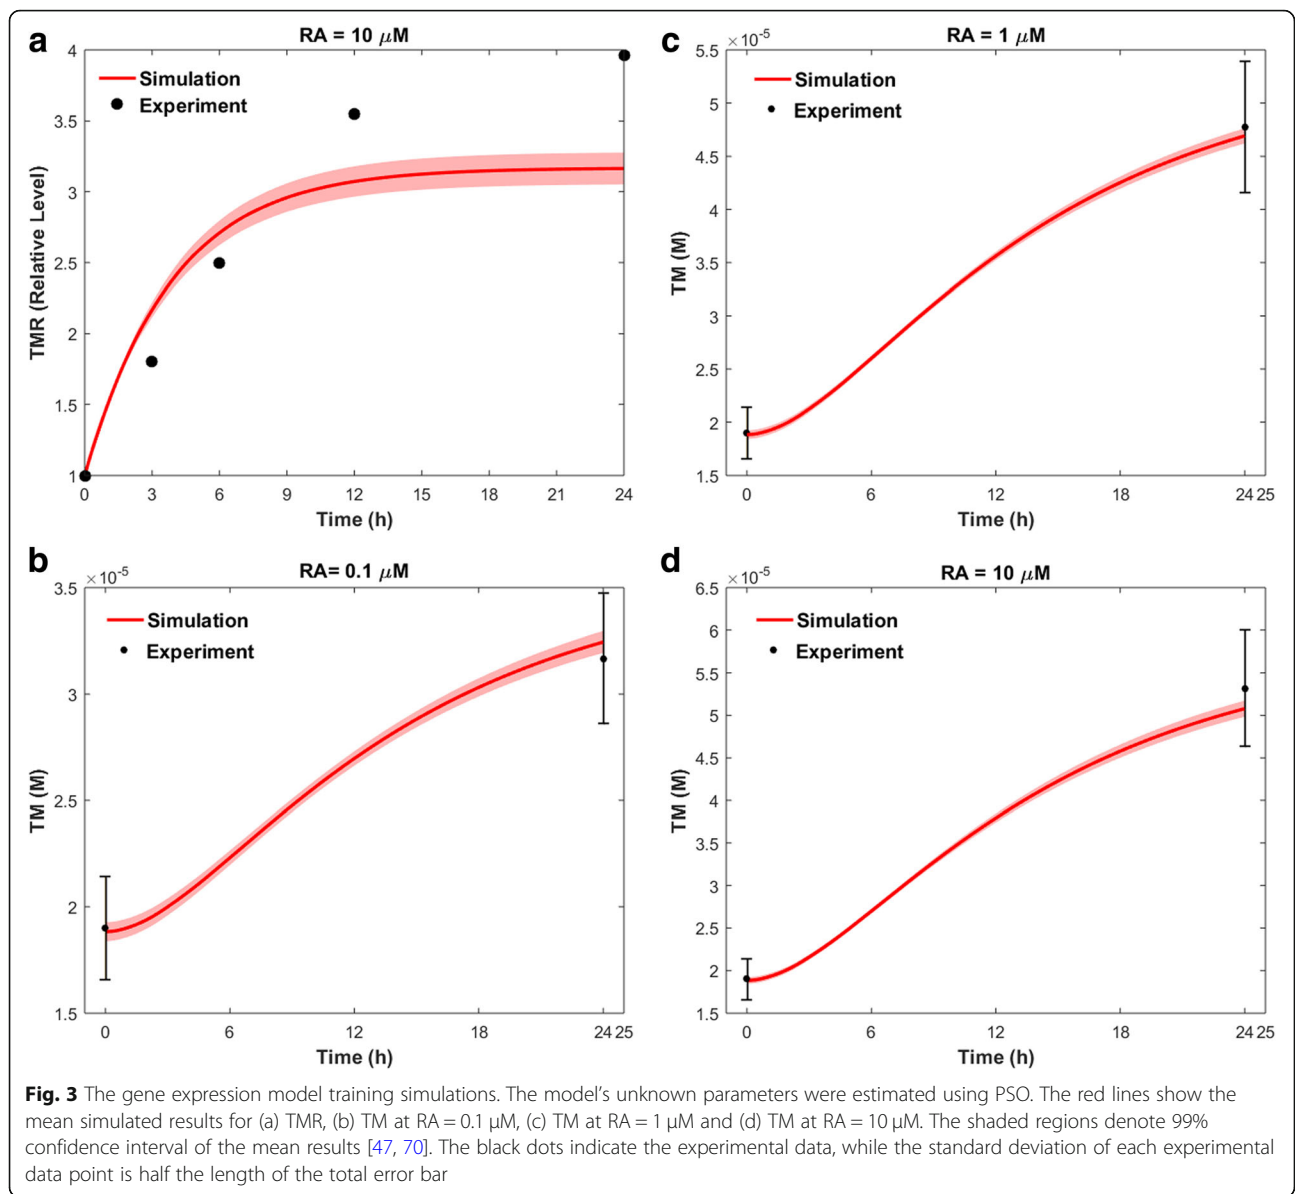 a
RA = 10 μM
4
3.5
3
2.5
2
1.5
1
0 3 6 9 12 15 18 21 24
TMR (Relative Level)
Time (h)
Simulation
Experiment
c
×10-5
RA = 1 μM
5.5
5
4.5
4
3.5
3
2.5
2
1.5
0 6 12 18 24 25
TM (M)
Time (h)
Simulation
Experiment
b
×10-5
RA= 0.1 μM
3.5
3
2.5
2
1.5
0 6 12 18 24 25
TM (M)
Time (h)
Simulation
Experiment
d
×10-5
RA = 10 μM
6.5
6
5.5
5
4.5
4
3.5
3
2.5
2
1.5
0 6 12 18 24 25
TM (M)
Time (h)
Simulation
Experiment
Fig. 3 The gene expression model training simulations. The model's unknown parameters were estimated using PSO. The red lines show the
mean simulated results for (a) TMR, (b) TM at RA = 0.1 μM, (c) TM at RA = 1 μM and (d) TM at RA = 10 μM. The shaded regions denote 99%
confidence interval of the mean results [47, 70]. The black dots indicate the experimental data, while the standard deviation of each experimental
data point is half the length of the total error bar